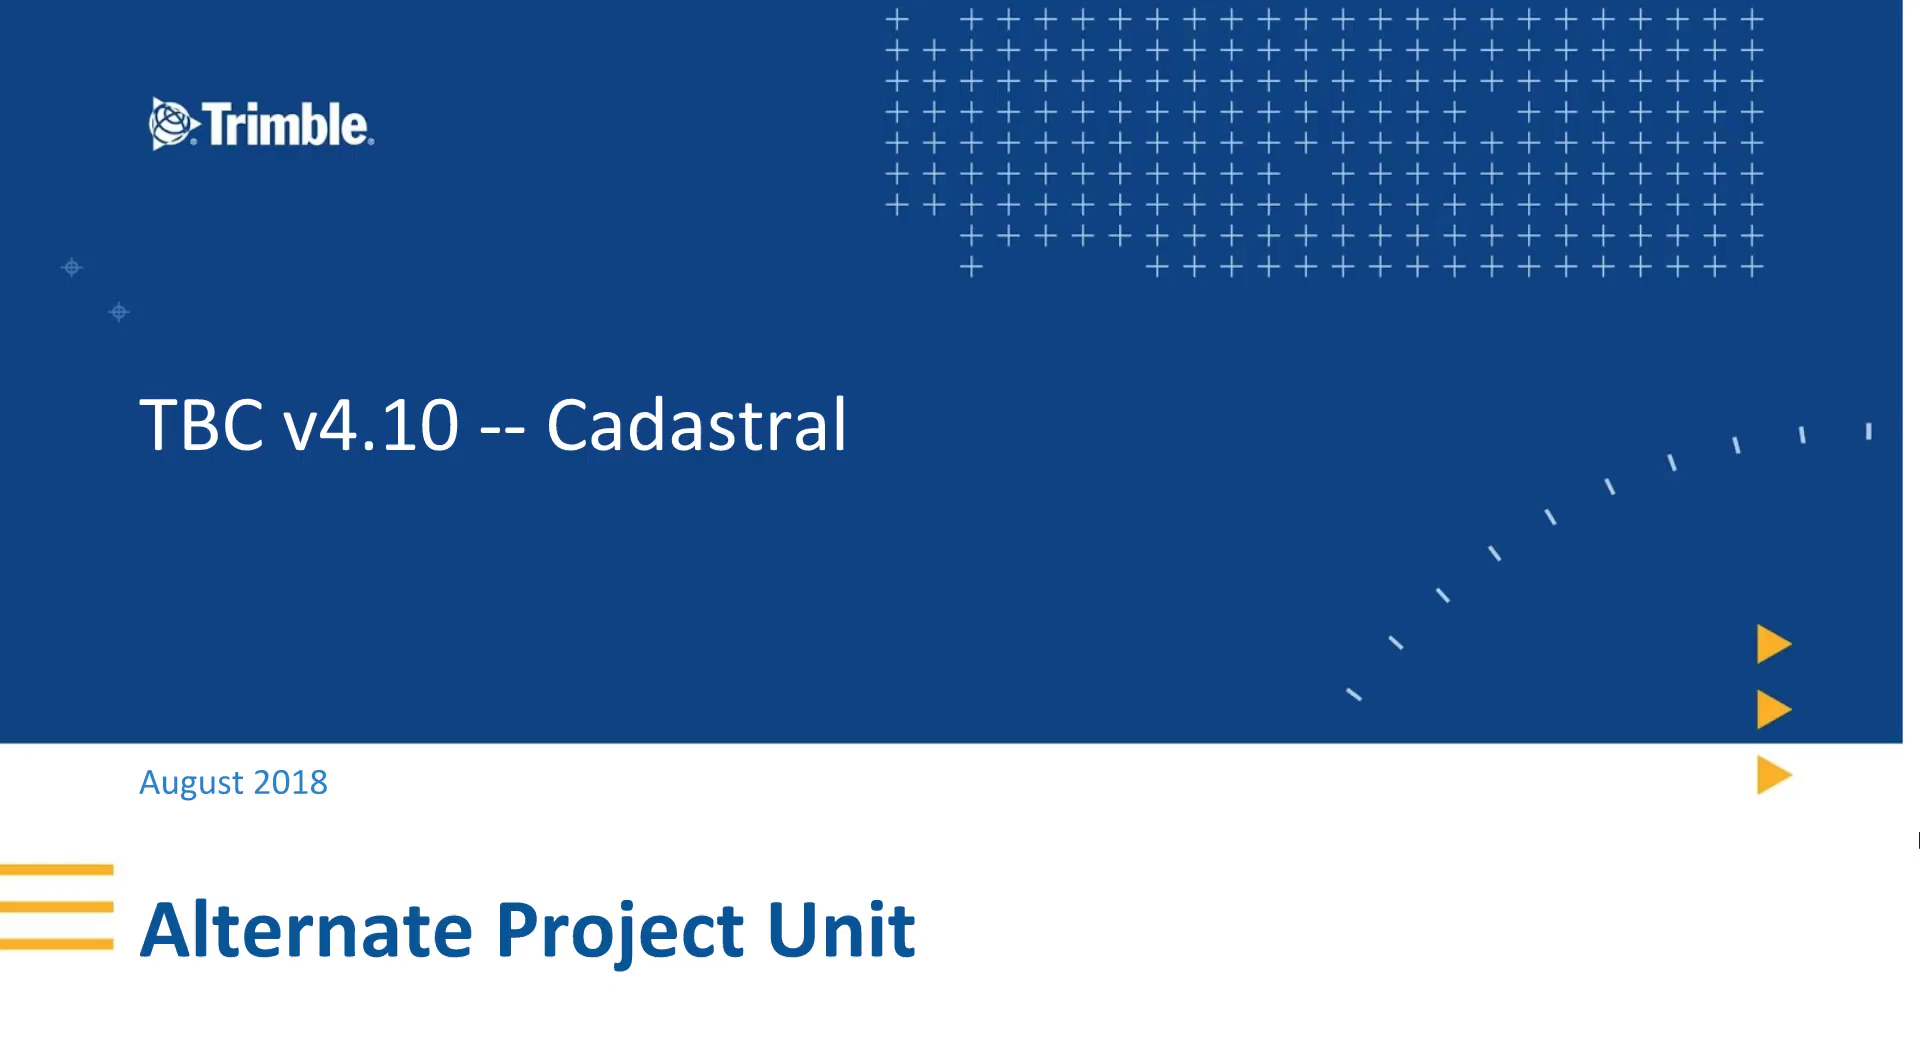 Trimble
TBC v4.10 -- Cadastral
August 2018
Alternate Project Unit